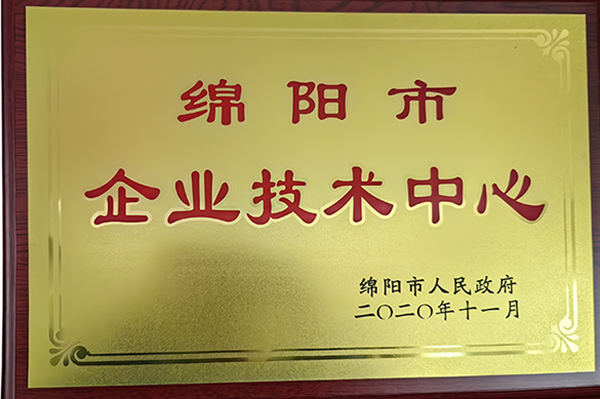 绵阳市
企业技术中心
绵阳市人民政府
二〇二〇年十一月